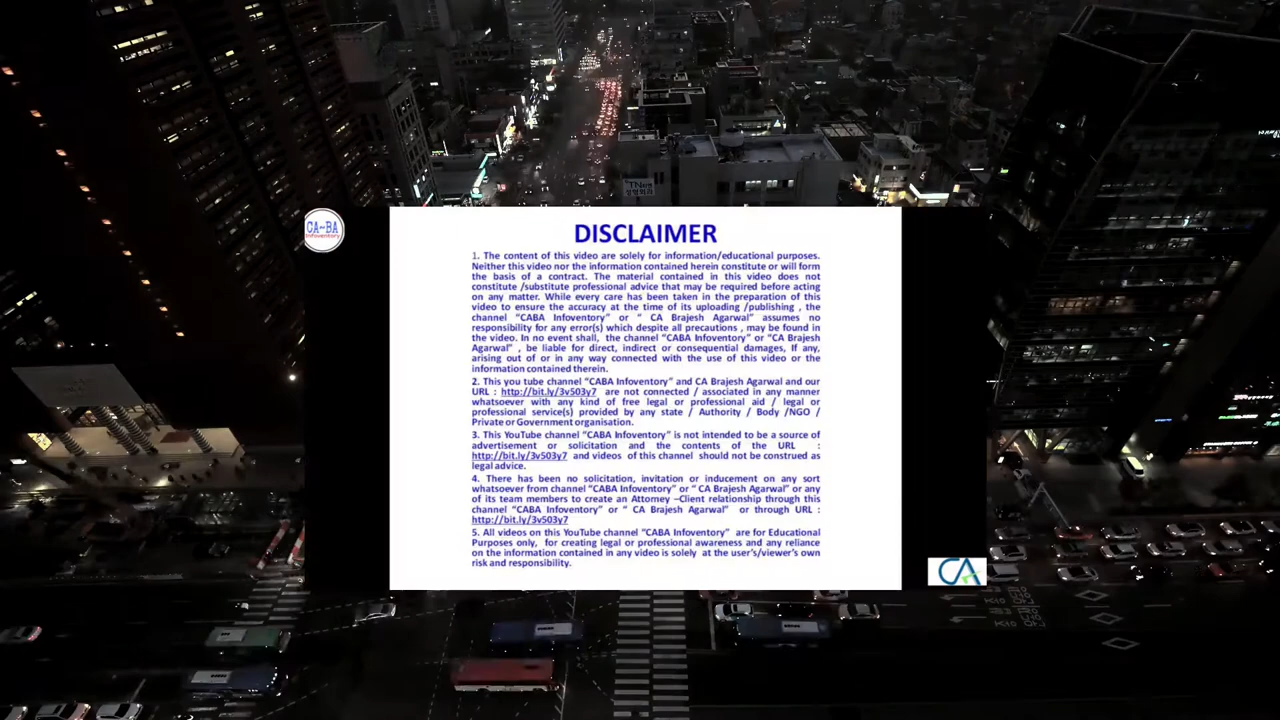 TNet
성형외과
CA~BA
Infoventory
DISCLAIMER
1. The content of this video are solely for information/educational purposes.
Neither this video nor the information contained herein constitute or will form
the basis of a contract. The material contained in this video does not
constitute /substitute professional advice that may be required before acting
on any matter. While every care has been taken in the preparation of this
video to ensure the accuracy at the time of its uploading /publishing , the
channel “CABA Infoventory” or “ CA Brajesh Agarwal” assumes no
responsibility for any error(s) which despite all precautions , may be found in
the video. In no event shall, the channel “CABA Infoventory” or “CA Brajesh
Agarwal” , be liable for direct, indirect or consequential damages, If any,
arising out of or in any way connected with the use of this video or the
information contained therein.
2. This you tube channel “CABA Infoventory” and CA Brajesh Agarwal and our
URL : http://bit.ly/3v503y7 are not connected / associated in any manner
whatsoever with any kind of free legal or professional aid / legal or
professional service(s) provided by any state / Authority / Body /NGO /
Private or Government organisation.
3. This YouTube channel “CABA Infoventory” is not intended to be a source of
advertisement or solicitation and the contents of the URL :
http://bit.ly/3v503y7 and videos of this channel should not be construed as
legal advice.
4. There has been no solicitation, invitation or inducement on any sort
whatsoever from channel “CABA Infoventory” or “ CA Brajesh Agarwal” or any
of its team members to create an Attorney –Client relationship through this
channel “CABA Infoventory” or “ CA Brajesh Agarwal” or through URL :
http://bit.ly/3v503y7
5. All videos on this YouTube channel “CABA Infoventory” are for Educational
Purposes only, for creating legal or professional awareness and any reliance
on the information contained in any video is solely at the user’s/viewer’s own
risk and responsibility.
CA